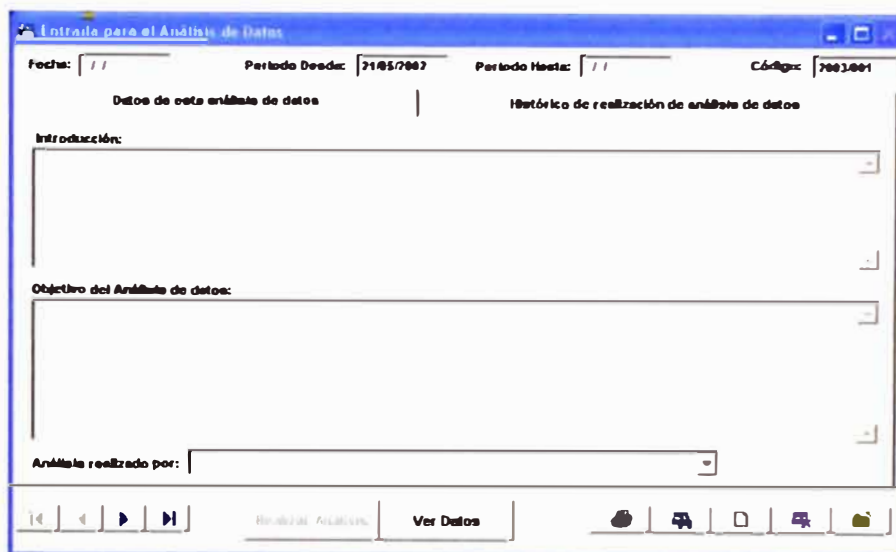 Entrada para el Análisis de Datos
Fecha: / / Periodo Desde: 21/05/2002 Periodo Hasta: / / Código: 2003/001
Datos de este análisis de datos Histórico de realización de análisis de datos
Introducción:
Objetivo del Análisis de datos:
Análisis realizado por:
Realizar Análisis Ver Datos